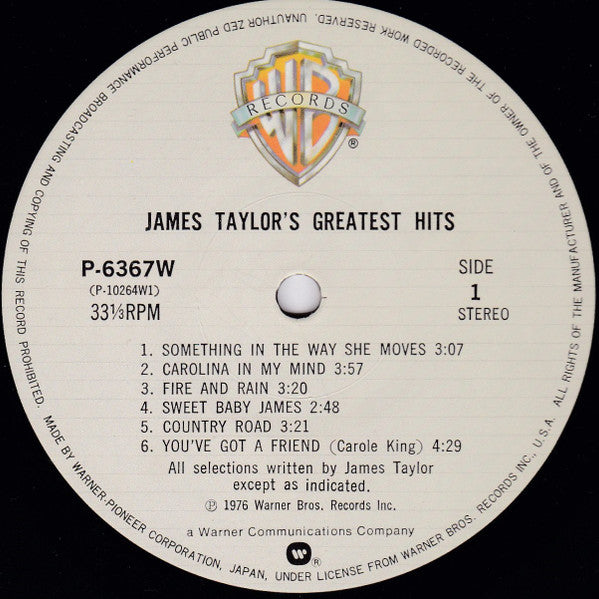 WB
RECORDS
®
JAMES TAYLOR'S GREATEST HITS
P-6367W
(P-10264W1)
33⅓RPM
SIDE
1
STEREO
1. SOMETHING IN THE WAY SHE MOVES 3:07
2. CAROLINA IN MY MIND 3:57
3. FIRE AND RAIN 3:20
4. SWEET BABY JAMES 2:48
5. COUNTRY ROAD 3:21
6. YOU'VE GOT A FRIEND (Carole King) 4:29
All selections written by James Taylor
except as indicated.
℗ 1976 Warner Bros. Records Inc.
a Warner Communications Company
W
®
MADE BY WARNER-PIONEER CORPORATION, JAPAN, UNDER LICENSE FROM WARNER BROS. RECORDS INC., U.S.A. ALL RIGHTS OF THE MANUFACTURER AND OF THE OWNER OF THE RECORDED WORK RESERVED. UNAUTHORIZED PUBLIC PERFORMANCE BROADCASTING AND COPYING OF THIS RECORD PROHIBITED.